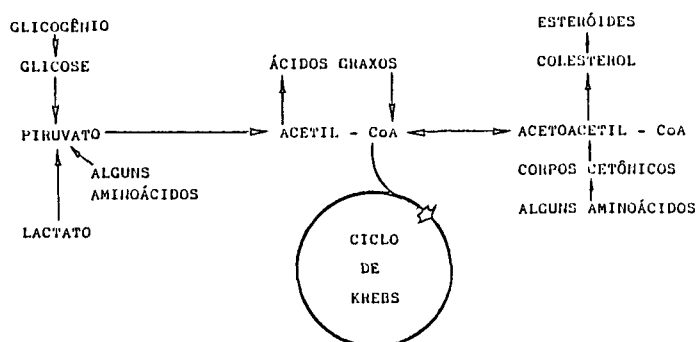 GLICOGÊNIO
GLICOSE
PIRUVATO
ALGUNS
AMINOÁCIDOS
LACTATO
ÁCIDOS GRAXOS
ACETIL - CoA
CICLO
DE
KREBS
ESTERÓIDES
COLESTEROL
ACETOACETIL - CoA
CORPOS CETÔNICOS
ALGUNS AMINOÁCIDOS